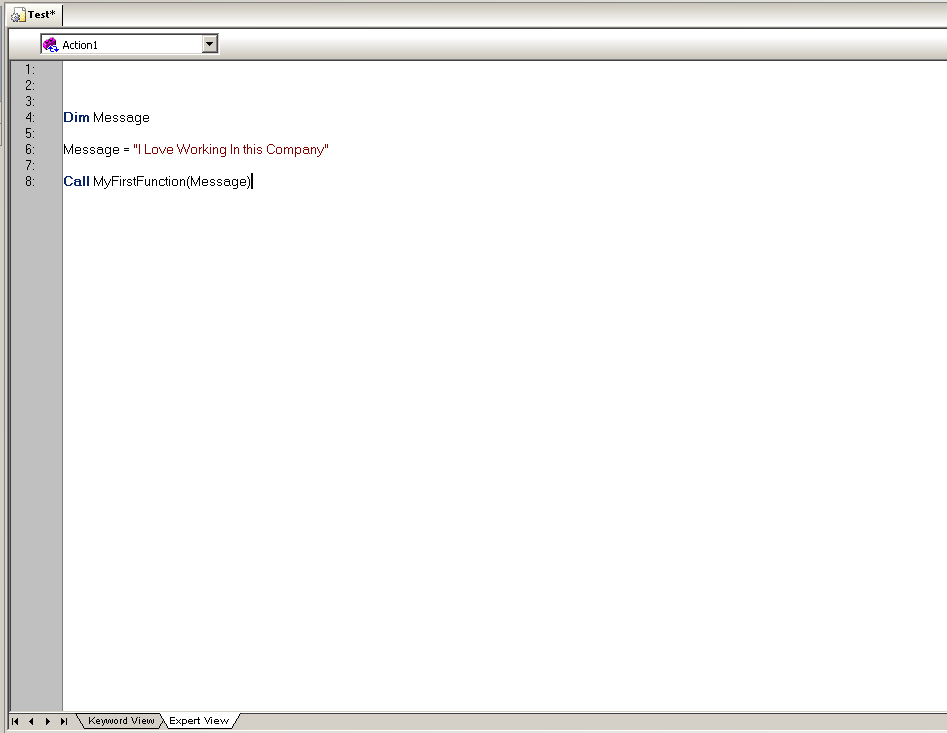 Test*
Action1
1:
2:
3:
4: Dim Message
5:
6: Message = "I Love Working In this Company"
7:
8: Call MyFirstFunction(Message)
Keyword View Expert View